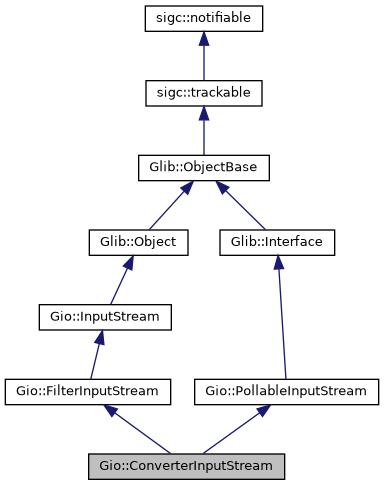 sigc::notifiable
sigc::trackable
Glib::ObjectBase
Glib::Object
Glib::Interface
Gio::InputStream
Gio::FilterInputStream
Gio::PollableInputStream
Gio::ConverterInputStream